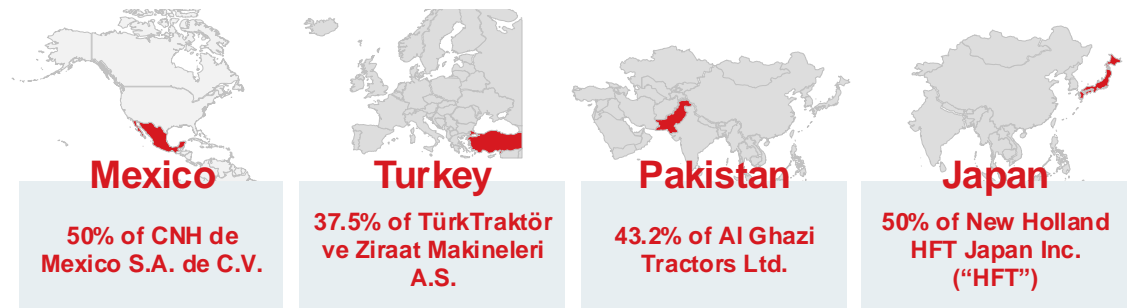 Mexico
50% of CNH de
Mexico S.A. de C.V.
Turkey
37.5% of TürkTraktör
ve Ziraat Makineleri
A.S.
Pakistan
43.2% of Al Ghazi
Tractors Ltd.
Japan
50% of New Holland
HFT Japan Inc.
(“HFT”)